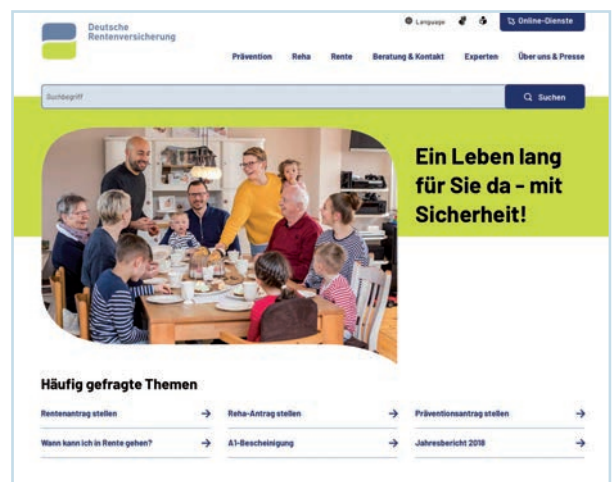 Deutsche
Rentenversicherung
Language
Online-Dienste
Prävention Reha Rente Beratung & Kontakt Experten Über uns & Presse
Suchbegriff
Suchen
Ein Leben lang
für Sie da – mit
Sicherheit!
Häufig gefragte Themen
Rentenantrag stellen Reha-Antrag stellen Präventionsantrag stellen
Wann kann ich in Rente gehen? A1-Bescheinigung Jahresbericht 2018